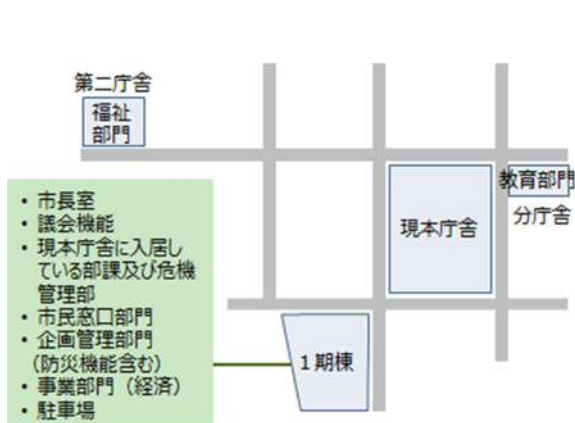 第二庁舎
福祉
部門
教育部門
分庁舎
現本庁舎
・市長室
・議会機能
・現本庁舎に入居し
ている部課及び危機
管理部
・市民窓口部門
・企画管理部門
(防災機能含む)
・事業部門（経済）
・駐車場
１期棟